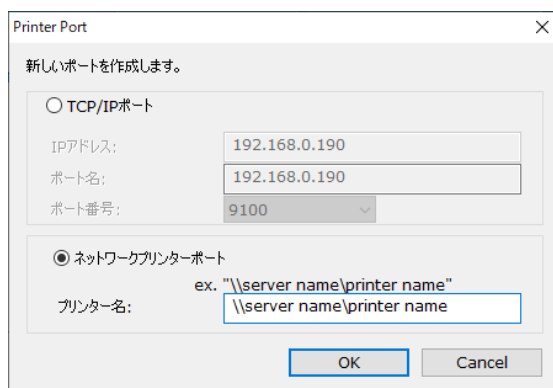 Printer Port
新しいポートを作成します。
TCP/IPポート
IPアドレス: 192.168.0.190
ポート名: 192.168.0.190
ポート番号: 9100
ネットワークプリンターポート
ex. "\\server name\printer name"
プリンター名: \\server name\printer name
OK Cancel